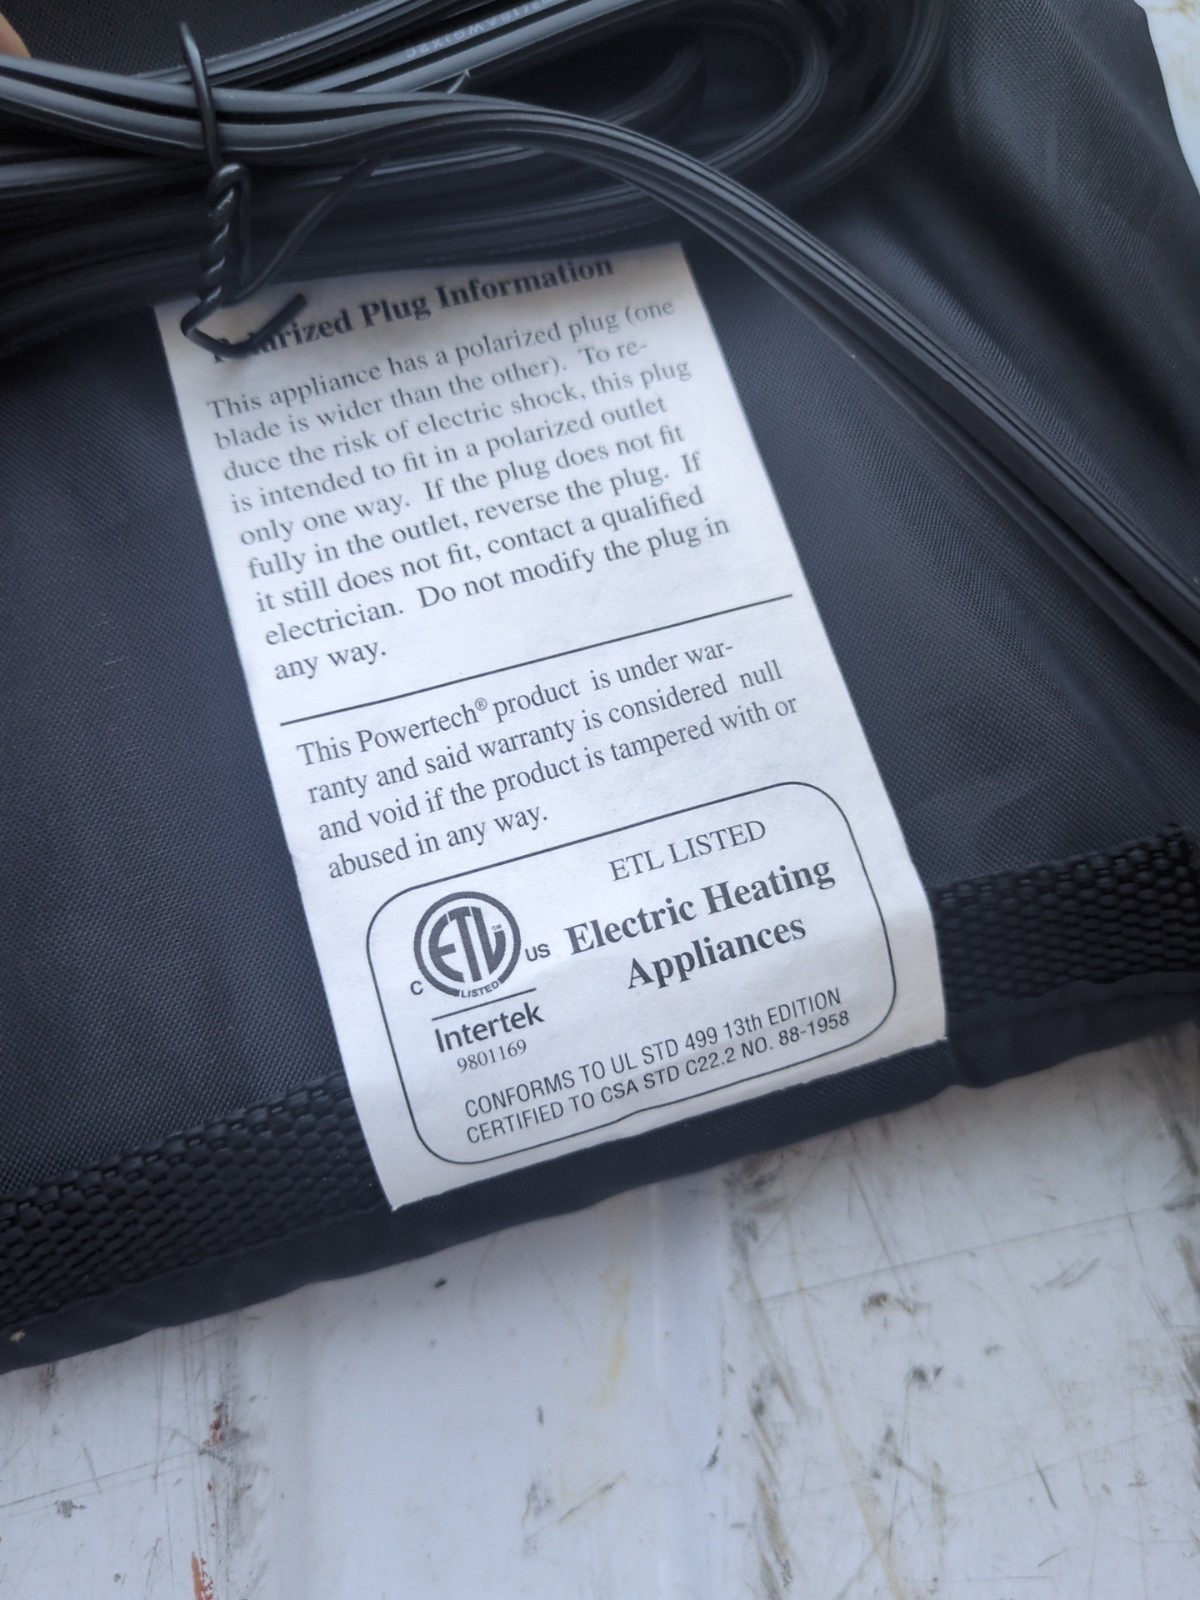 WG1X2C
Polarized Plug Information
This appliance has a polarized plug (one
blade is wider than the other). To re-
duce the risk of electric shock, this plug
is intended to fit in a polarized outlet
only one way. If the plug does not fit
fully in the outlet, reverse the plug. If
it still does not fit, contact a qualified
electrician. Do not modify the plug in
any way.
This Powertech® product is under war-
ranty and said warranty is considered null
and void if the product is tampered with or
abused in any way.
ETL LISTED
Electric Heating
Appliances
C ETL LISTED US
Intertek
9801169
CONFORMS TO UL STD 499 13th EDITION
CERTIFIED TO CSA STD C22.2 NO. 88-1958